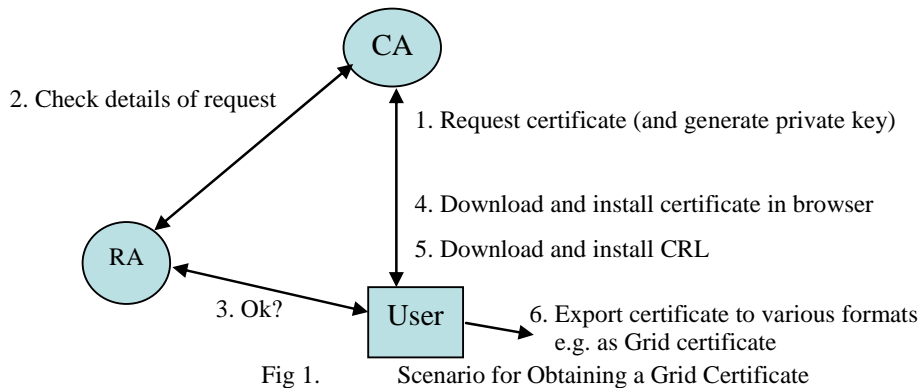 CA
2. Check details of request
1. Request certificate (and generate private key)
4. Download and install certificate in browser
5. Download and install CRL
RA
3. Ok?
User
6. Export certificate to various formats
e.g. as Grid certificate
Fig 1. Scenario for Obtaining a Grid Certificate